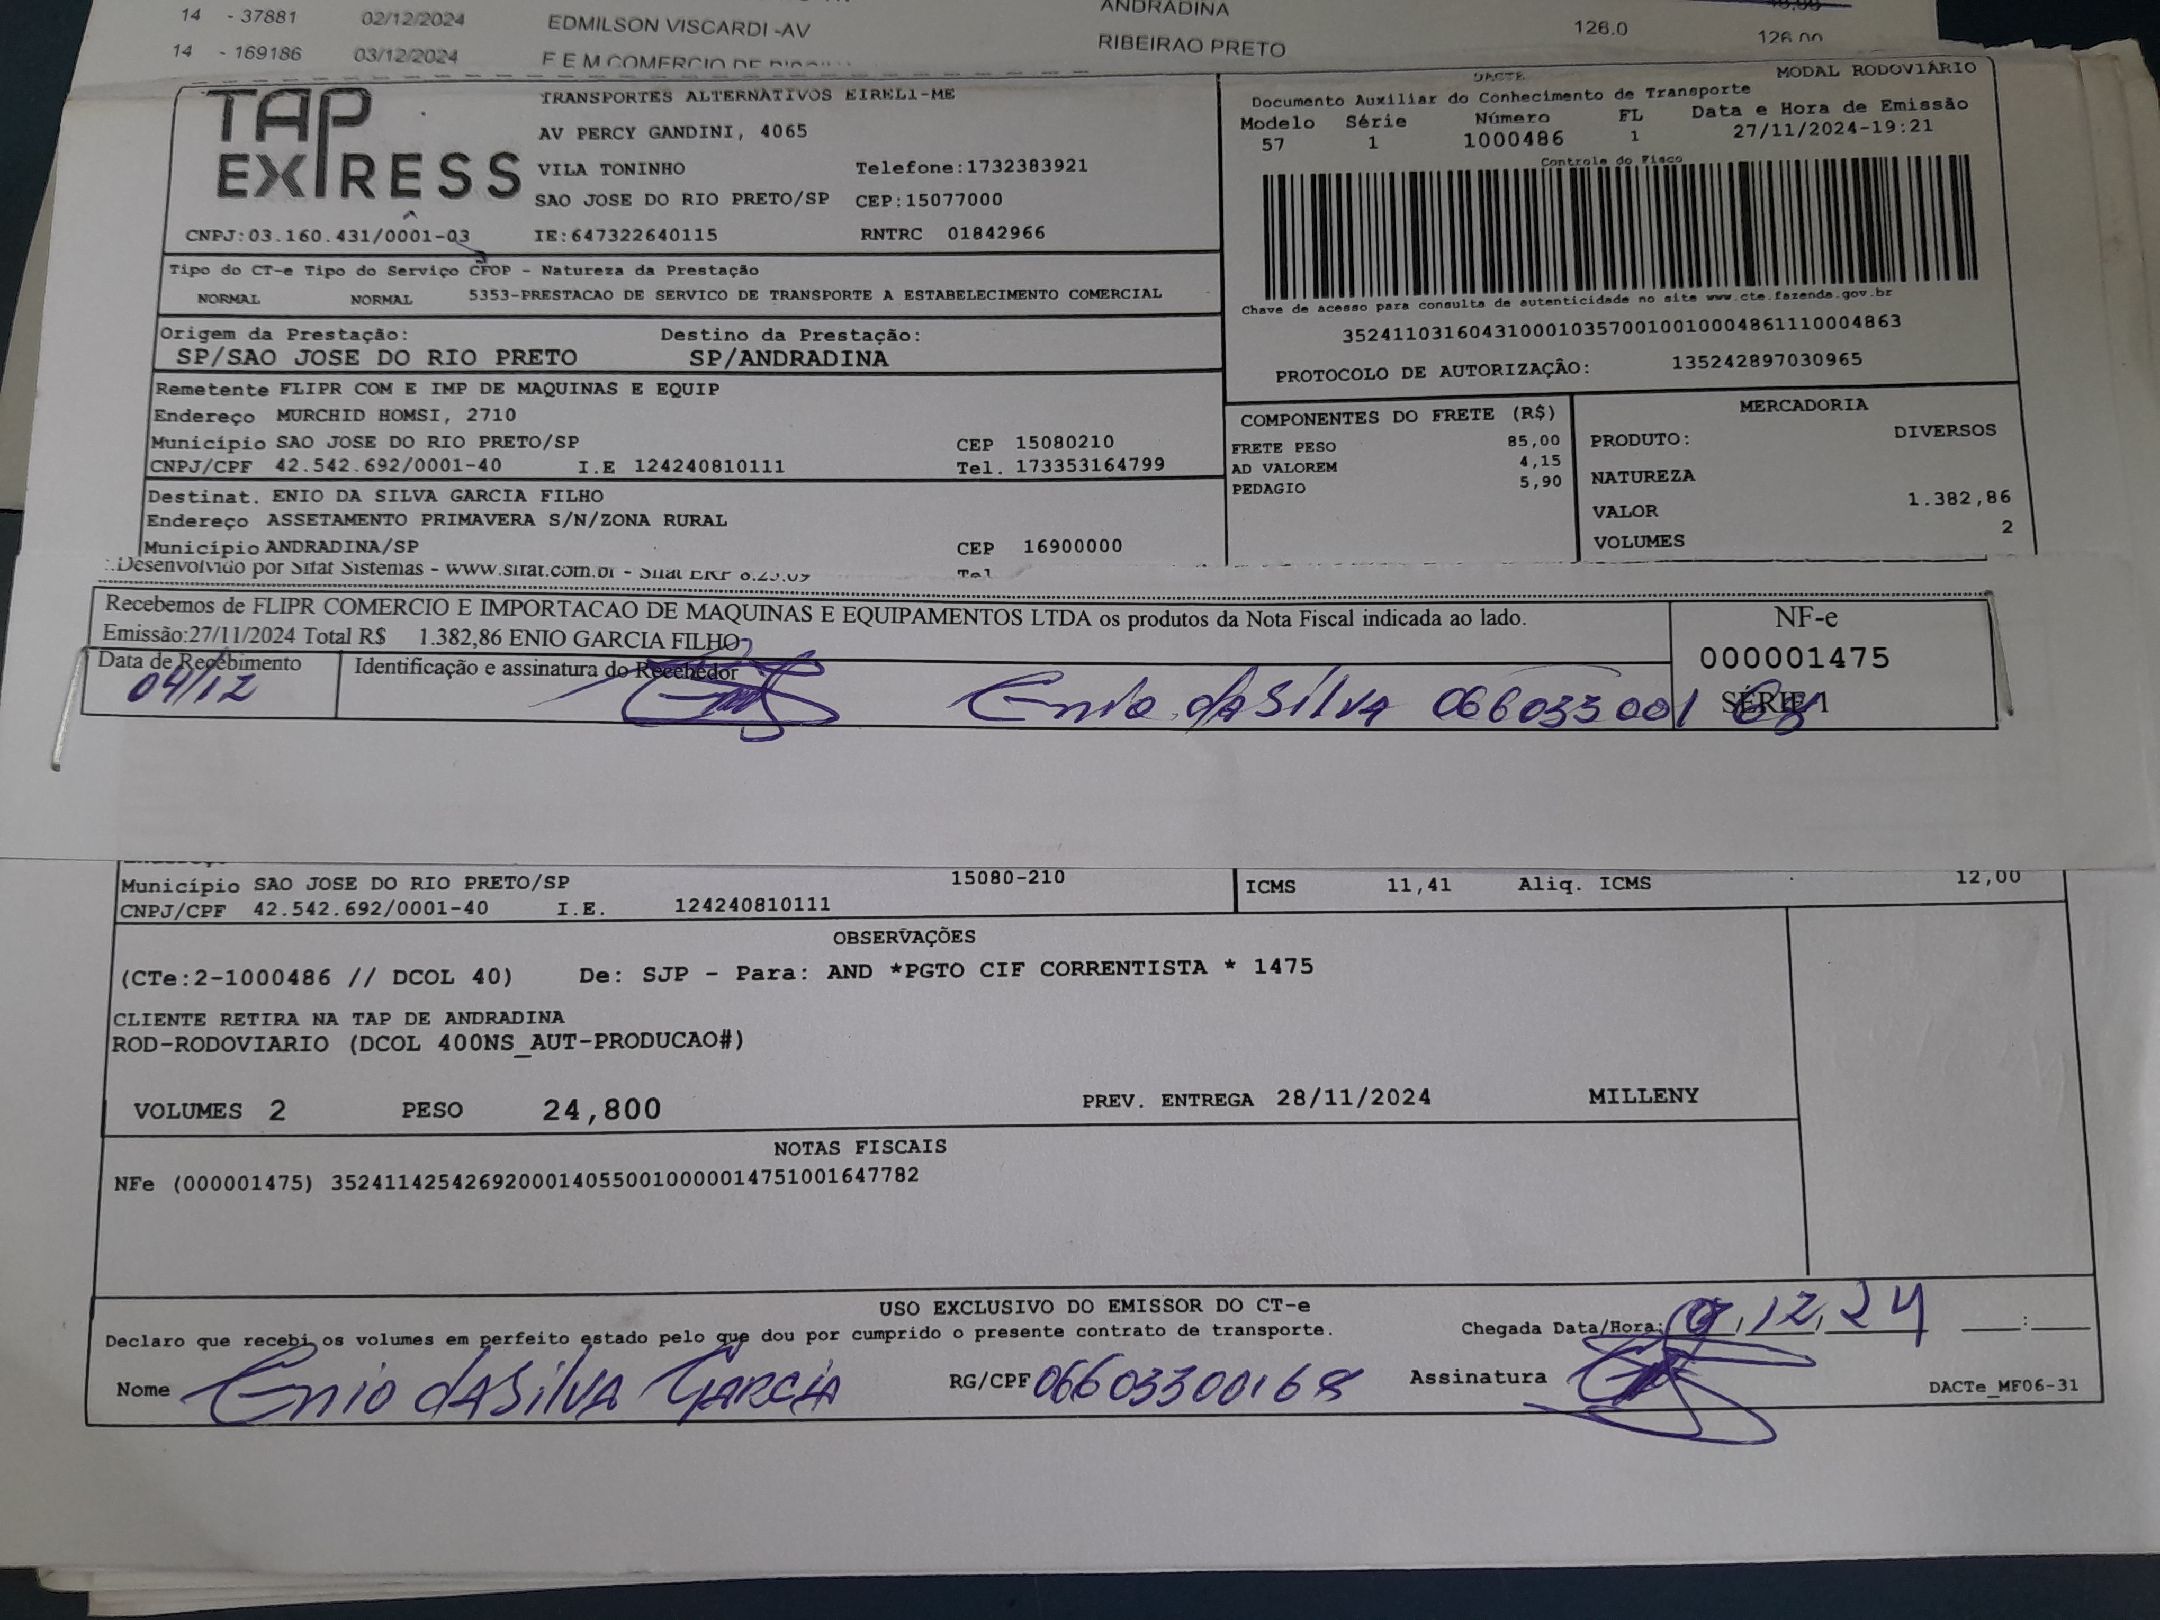 ANDRADINA
14 - 37881 02/12/2024 EDMILSON VISCARDI -AV 126.0 126.00
14 - 169186 03/12/2024 F E M COMERCIO DE RIBEIRAO PRETO
TAP EXPRESS
TRANSPORTES ALTERNATIVOS EIRELI-ME
AV PERCY GANDINI, 4065
VILA TONINHO Telefone:1732383921
SAO JOSE DO RIO PRETO/SP CEP:15077000
CNPJ:03.160.431/0001-03 IE:647322640115 RNTRC 01842966
DACTE MODAL RODOVIÁRIO
Documento Auxiliar do Conhecimento de Transporte
Modelo Série Número FL Data e Hora de Emissão
57 1 1000486 1 27/11/2024-19:21
Controle do Fisco
Chave de acesso para consulta de autenticidade no site www.cte.fazenda.gov.br
35241103160431000103570010010004861110004863
PROTOCOLO DE AUTORIZAÇÃO: 135242897030965
Tipo do CT-e Tipo do Serviço CFOP - Natureza da Prestação
NORMAL NORMAL 5353-PRESTACAO DE SERVICO DE TRANSPORTE A ESTABELECIMENTO COMERCIAL
Origem da Prestação: Destino da Prestação:
SP/SAO JOSE DO RIO PRETO SP/ANDRADINA
Remetente FLIPR COM E IMP DE MAQUINAS E EQUIP
Endereço MURCHID HOMSI, 2710
Município SAO JOSE DO RIO PRETO/SP CEP 15080210
CNPJ/CPF 42.542.692/0001-40 I.E 124240810111 Tel. 173353164799
Destinat. ENIO DA SILVA GARCIA FILHO
Endereço ASSETAMENTO PRIMAVERA S/N/ZONA RURAL
Município ANDRADINA/SP CEP 16900000
Tel
COMPONENTES DO FRETE (R$)
FRETE PESO 85,00
AD VALOREM 4,15
PEDAGIO 5,90
MERCADORIA
PRODUTO: DIVERSOS
NATUREZA
VALOR 1.382,86
VOLUMES 2
Desenvolvido por Sifat Sistemas - www.sifat.com.br - Sifat ERP 8.25.09
Recebemos de FLIPR COMERCIO E IMPORTACAO DE MAQUINAS E EQUIPAMENTOS LTDA os produtos da Nota Fiscal indicada ao lado.
Emissão:27/11/2024 Total R$ 1.382,86 ENIO GARCIA FILHO
NF-e
000001475
SÉRIE 1
Data de Recebimento Identificação e assinatura do Recebedor
04/12 Enio da Silva 06603300168
Município SAO JOSE DO RIO PRETO/SP 15080-210
CNPJ/CPF 42.542.692/0001-40 I.E. 124240810111
ICMS 11,41 Aliq. ICMS 12,00
OBSERVAÇÕES
(CTe:2-1000486 // DCOL 40) De: SJP - Para: AND *PGTO CIF CORRENTISTA * 1475
CLIENTE RETIRA NA TAP DE ANDRADINA
ROD-RODOVIARIO (DCOL 400NS_AUT-PRODUCAO#)
VOLUMES 2 PESO 24,800 PREV. ENTREGA 28/11/2024 MILLENY
NOTAS FISCAIS
NFe (000001475) 35241142542692000140550010000014751001647782
USO EXCLUSIVO DO EMISSOR DO CT-e
Declaro que recebi os volumes em perfeito estado pelo que dou por cumprido o presente contrato de transporte. Chegada Data/Hora: 12, 24 :
Nome Enio da Silva Garcia RG/CPF 06603300168 Assinatura
DACTe_MF06-31